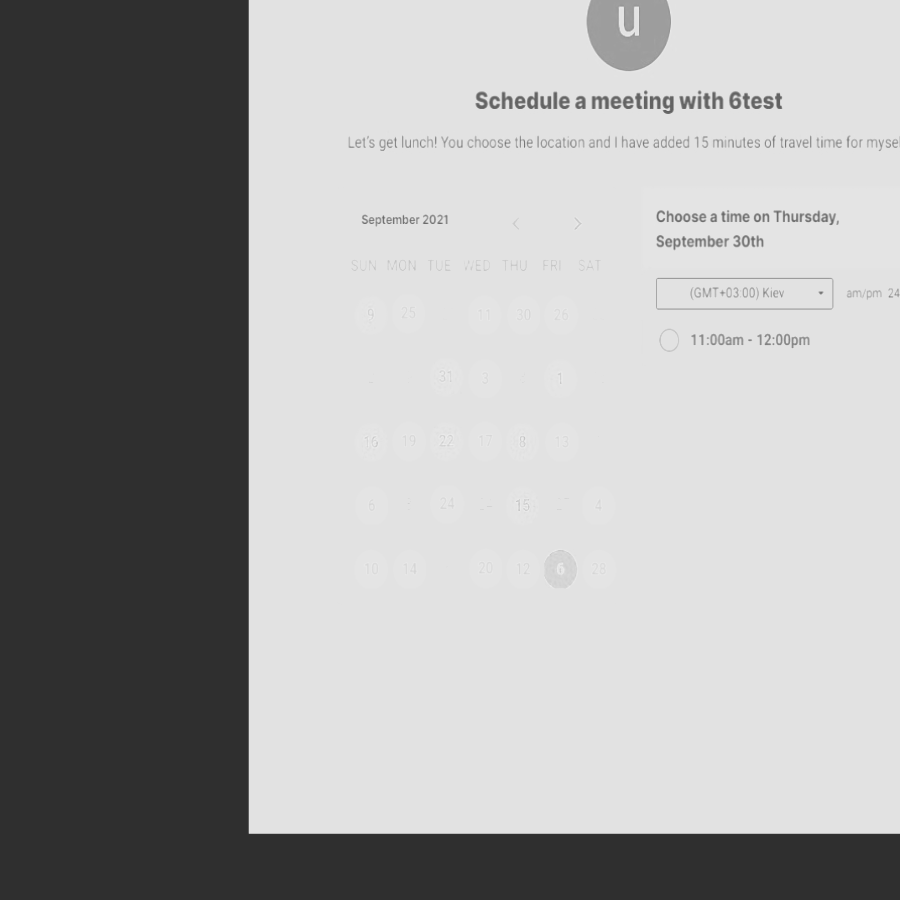 u
Schedule a meeting with 6test
Let's get lunch! You choose the location and I have added 15 minutes of travel time for myse
September 2021
Choose a time on Thursday,
September 30th
SUN MON TUE WED THU FRI SAT
(GMT+03:00) Kiev
am/pm 24
11:00am - 12:00pm
9 25 11 30 26
31 3 1
16 19 22 17 8 13
6 24 15 4
10 14 20 12 6 28